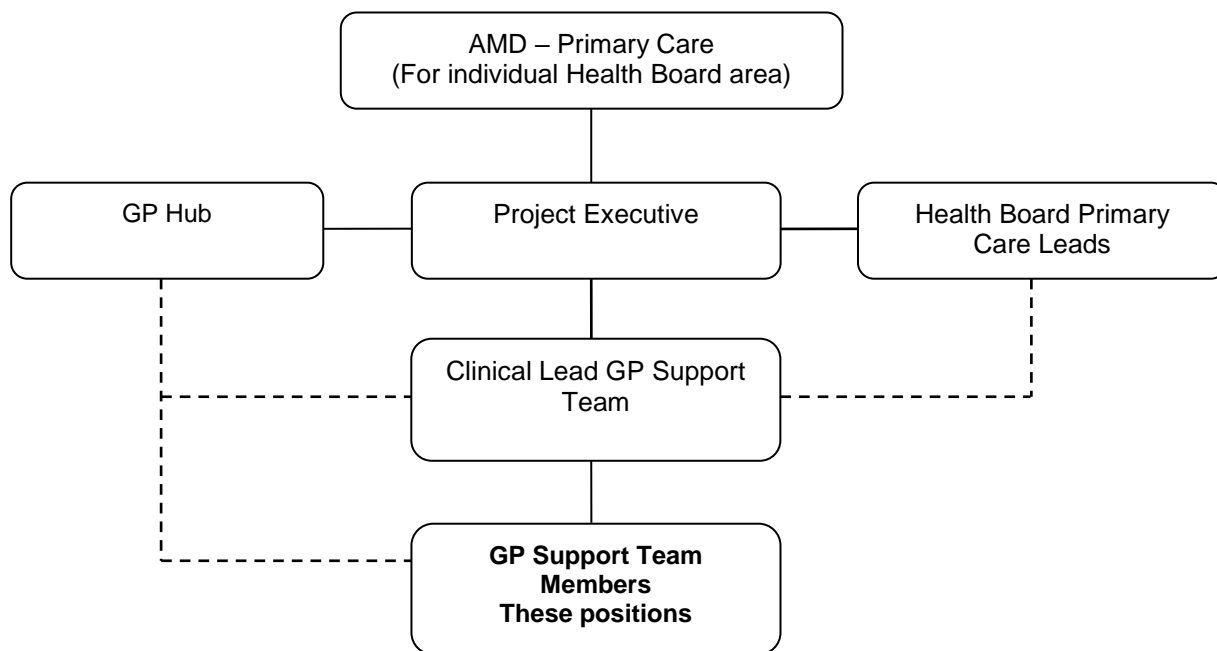 AMD – Primary Care
(For individual Health Board area)
GP Hub
Project Executive
Health Board Primary
Care Leads
Clinical Lead GP Support
Team
GP Support Team
Members
These positions